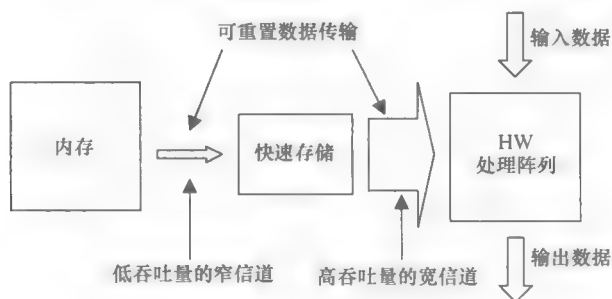 可重置数据传输
输入数据
内存
快速存储
HW
处理阵列
低吞吐量的窄信道
高吞吐量的宽信道
输出数据